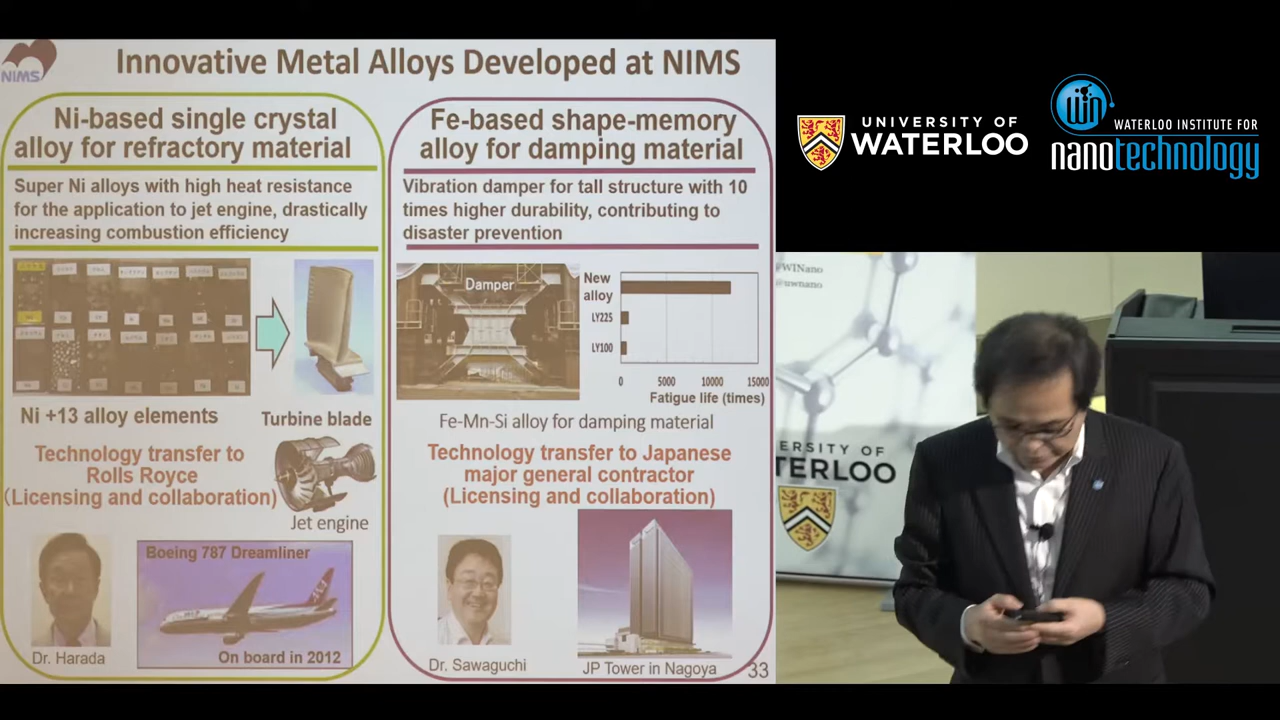 NIMS
Innovative Metal Alloys Developed at NIMS
Ni-based single crystal
alloy for refractory material
Super Ni alloys with high heat resistance
for the application to jet engine, drastically
increasing combustion efficiency
Ni +13 alloy elements
Turbine blade
Technology transfer to
Rolls Royce
(Licensing and collaboration)
Jet engine
Dr. Harada
Boeing 787 Dreamliner
On board in 2012
Fe-based shape-memory
alloy for damping material
Vibration damper for tall structure with 10
times higher durability, contributing to
disaster prevention
Damper
New
alloy
LY225
LY100
0 5000 10000 15000
Fatigue life (times)
Fe-Mn-Si alloy for damping material
Technology transfer to Japanese
major general contractor
(Licensing and collaboration)
Dr. Sawaguchi
JP Tower in Nagoya
33
UNIVERSITY OF
WATERLOO
WIN
WATERLOO INSTITUTE FOR
nanotechnology
@WINano
@uwnano
ERSITY OF
TERLOO